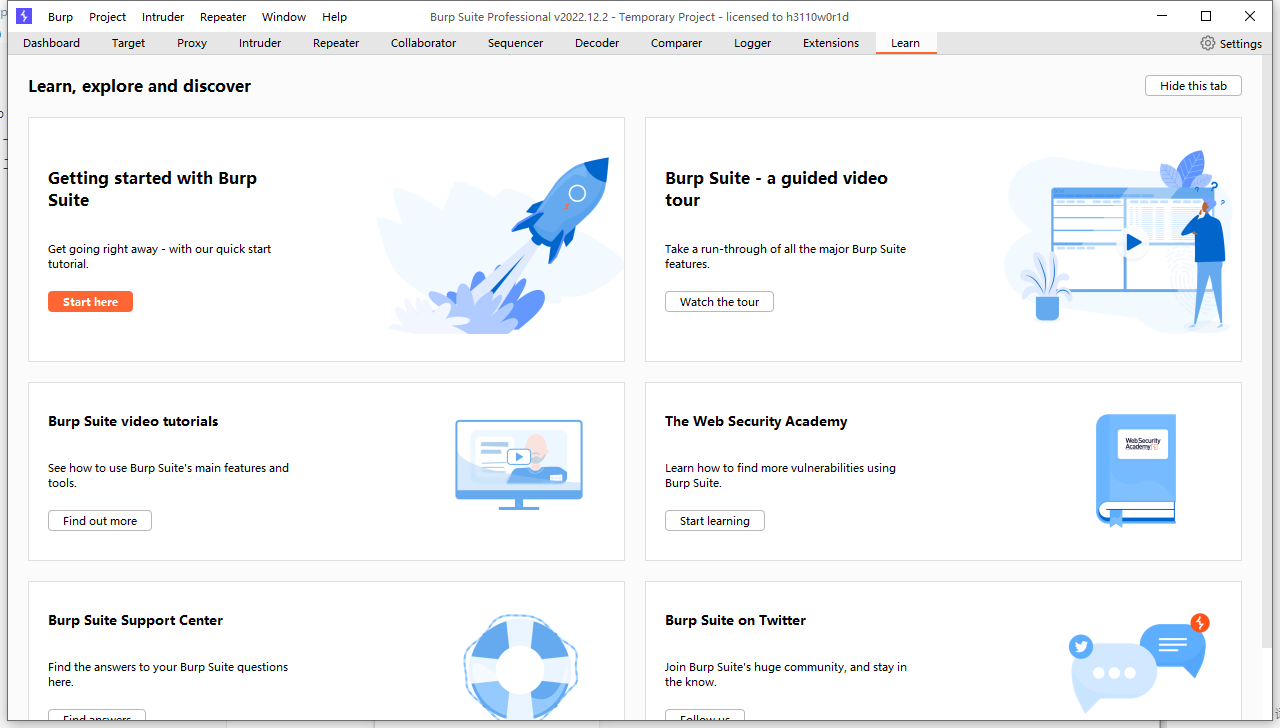 Burp Project Intruder Repeater Window Help Burp Suite Professional v2022.12.2 - Temporary Project - licensed to h3110w0r1d
Dashboard Target Proxy Intruder Repeater Collaborator Sequencer Decoder Comparer Logger Extensions Learn Settings
Learn, explore and discover
Hide this tab
Getting started with Burp
Suite
Get going right away - with our quick start
tutorial.
Start here
Burp Suite - a guided video
tour
Take a run-through of all the major Burp Suite
features.
Watch the tour
Burp Suite video tutorials
See how to use Burp Suite's main features and
tools.
Find out more
The Web Security Academy
Learn how to find more vulnerabilities using
Burp Suite.
Start learning
WebSecurity
Academy
Burp Suite Support Center
Find the answers to your Burp Suite questions
here.
Find answers
Burp Suite on Twitter
Join Burp Suite's huge community, and stay in
the know.
Follow us